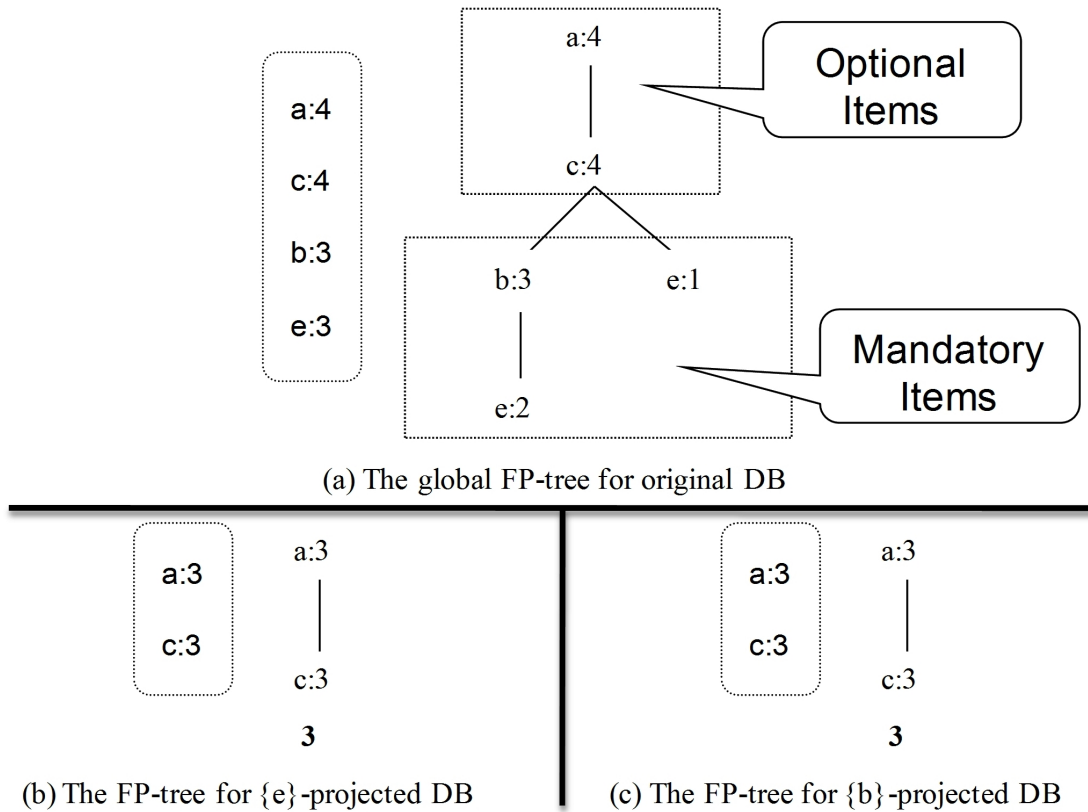 a:4
c:4
b:3
e:3
a:4
c:4
b:3 e:1
e:2
Optional
Items
Mandatory
Items
(a) The global FP-tree for original DB
a:3
c:3
a:3
c:3
3
(b) The FP-tree for {e}-projected DB
a:3
c:3
a:3
c:3
3
(c) The FP-tree for {b}-projected DB